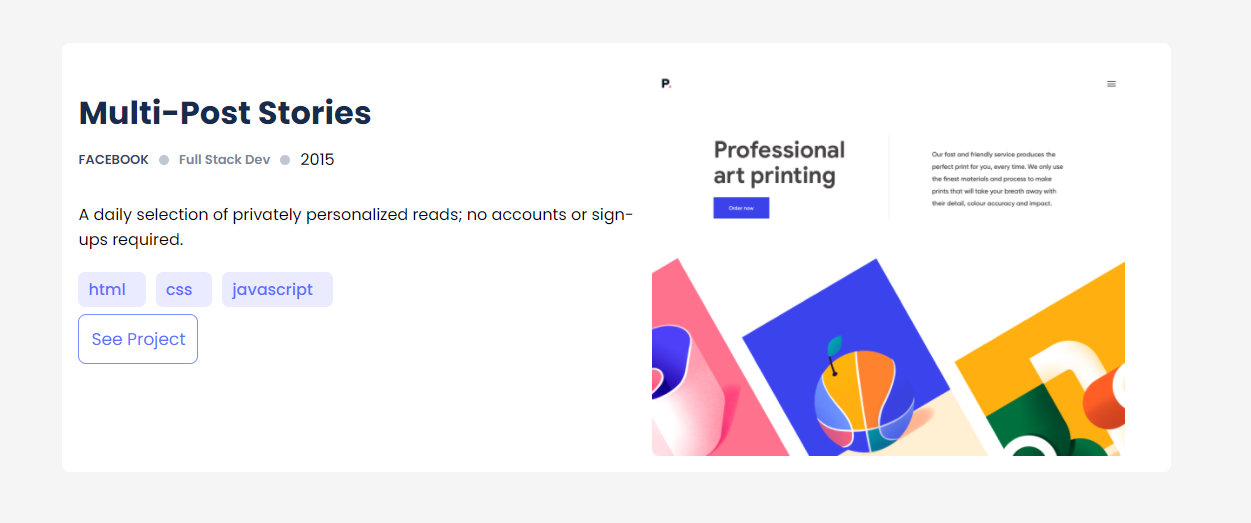 Multi-Post Stories
FACEBOOK Full Stack Dev 2015
A daily selection of privately personalized reads; no accounts or sign-
ups required.
html css javascript
See Project
P.
Professional
art printing
Order now
Our fast and friendly service produces the
perfect print for you, every time. We only use
the finest materials and process to make
prints that will take your breath away with
their detail, colour accuracy and impact.